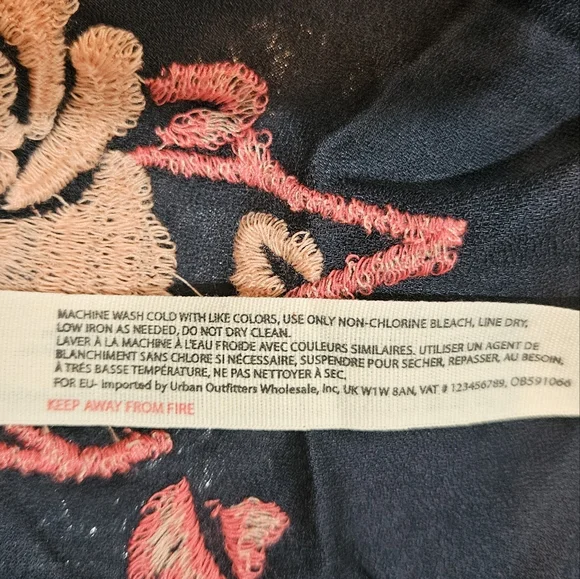 MACHINE WASH COLD WITH LIKE COLORS, USE ONLY NON-CHLORINE BLEACH, LINE DRY,
LOW IRON AS NEEDED, DO NOT DRY CLEAN.
LAVER À LA MACHINE À L'EAU FROIDE AVEC COULEURS SIMILAIRES. UTILISER UN AGENT DE
BLANCHIMENT SANS CHLORE SI NÉCESSAIRE, SUSPENDRE POUR SÉCHER, REPASSER, AU BESOIN,
À TRÉS BASSE TEMPÉRATURE, NE PAS NETTOYER À SEC,
FOR EU- imported by Urban Outfitters Wholesale, Inc, UK W1W 8AN, VAT # 123456789, OB591066
KEEP AWAY FROM FIRE